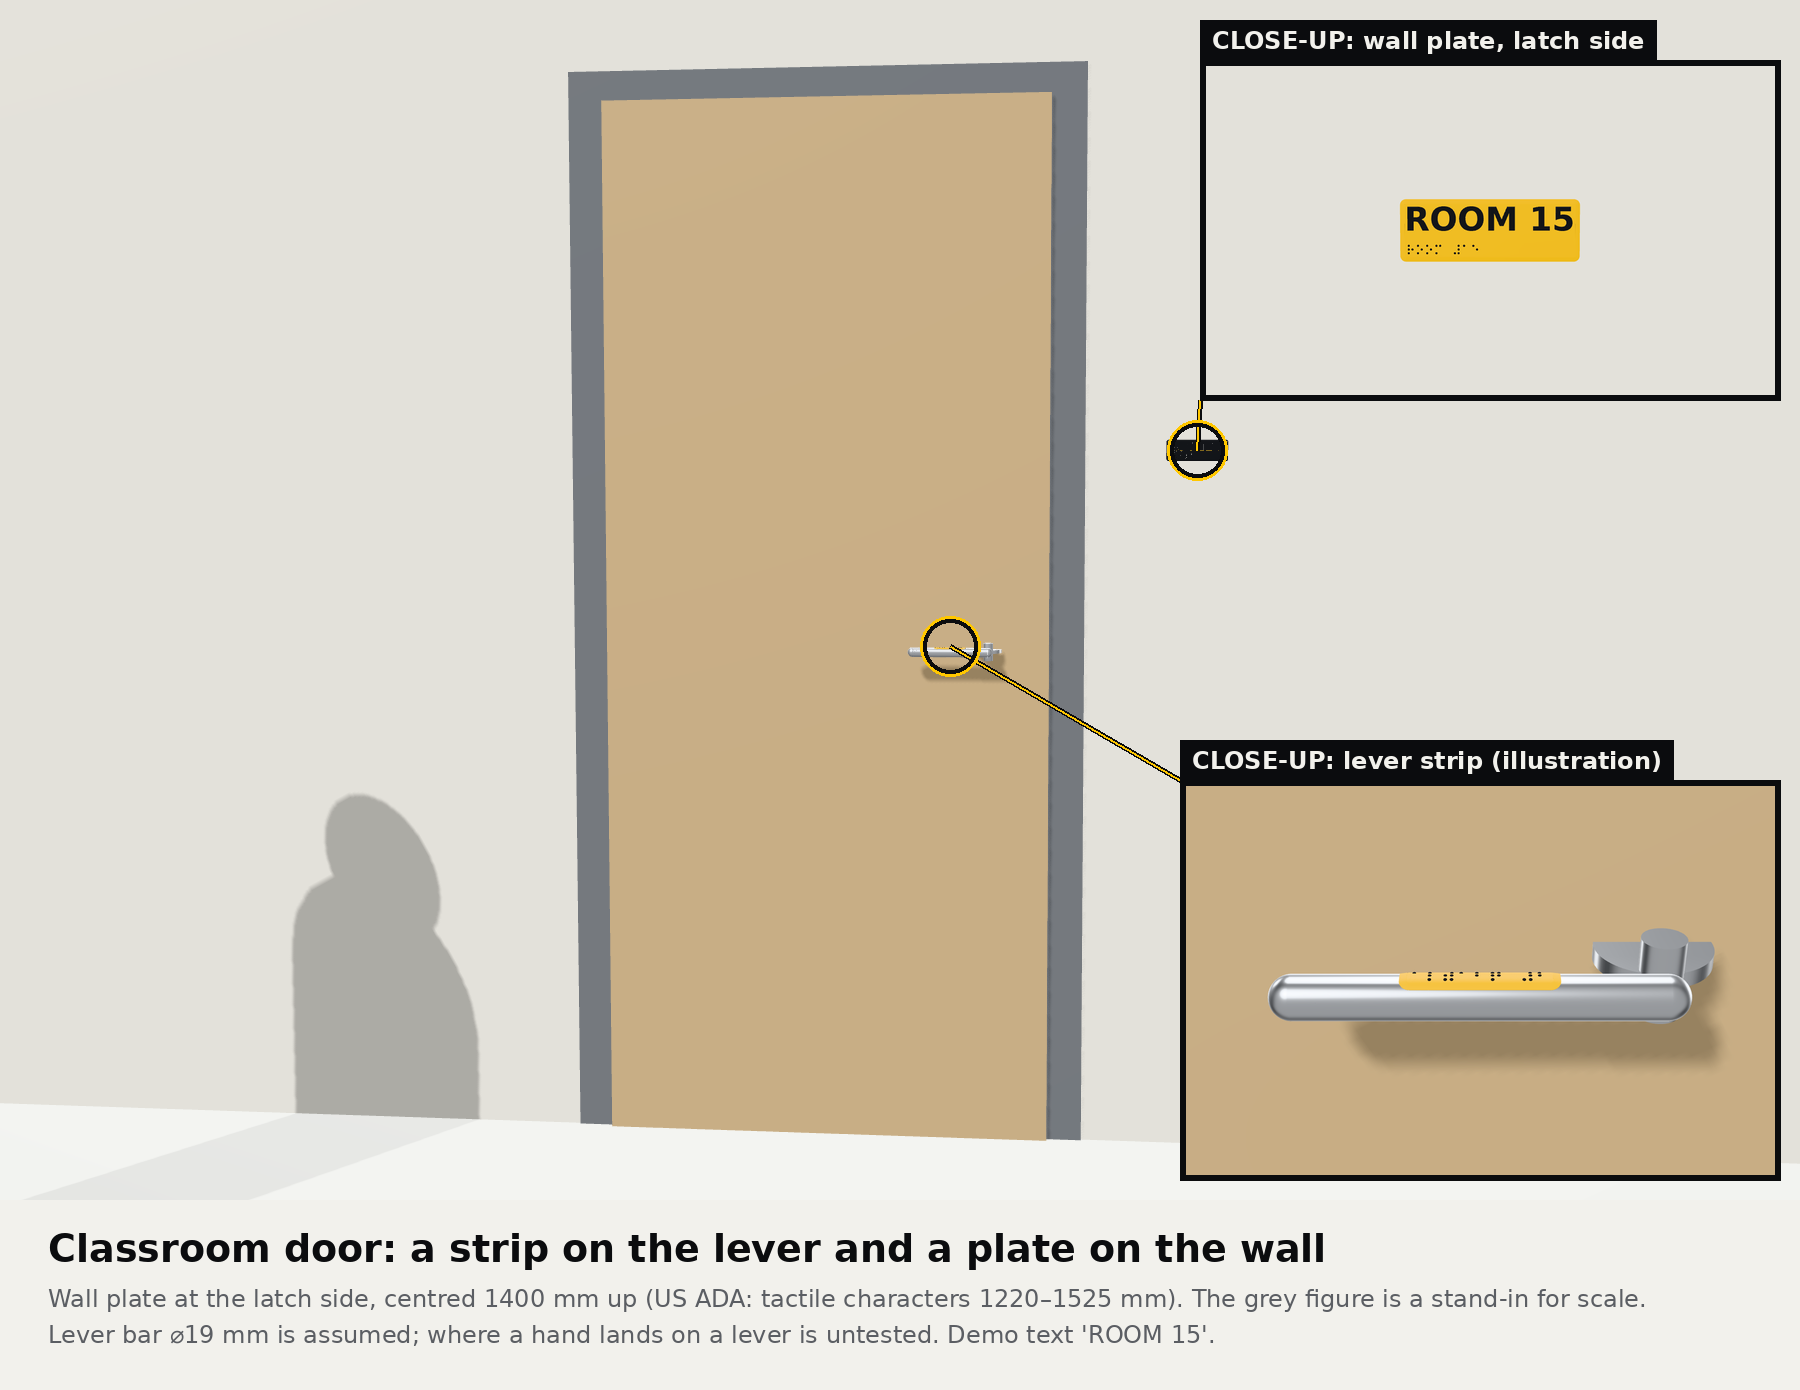 CLOSE-UP: wall plate, latch side
ROOM 15
⠗⠕⠕⠍ ⠼⠁⠑
CLOSE-UP: lever strip (illustration)
Classroom door: a strip on the lever and a plate on the wall
Wall plate at the latch side, centred 1400 mm up (US ADA: tactile characters 1220–1525 mm). The grey figure is a stand-in for scale.
Lever bar ⌀19 mm is assumed; where a hand lands on a lever is untested. Demo text 'ROOM 15'.